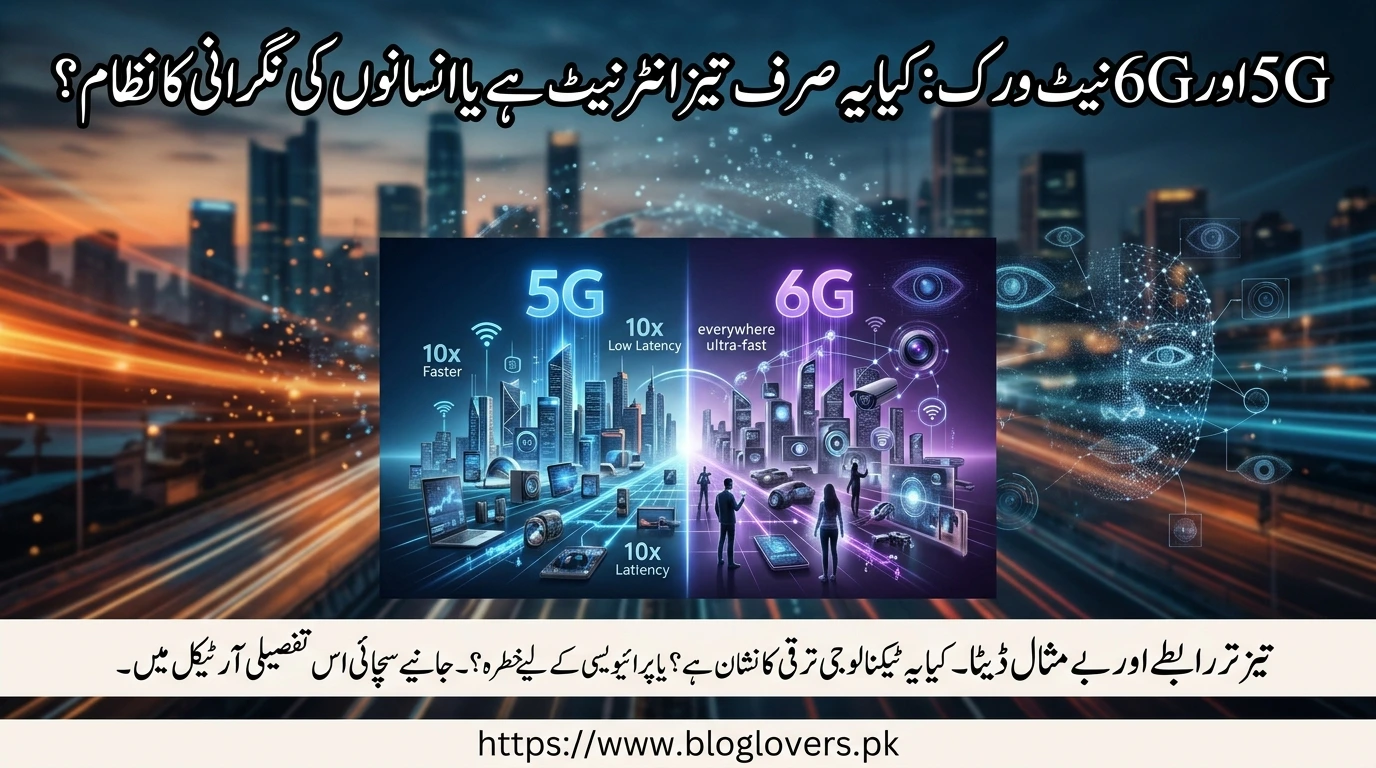 5G اور 6G نیٹ ورک: کیا یہ صرف تیز انٹرنیٹ ہے یا انسانوں کی نگرانی کا نظام؟
5G
6G
10x
Faster
10x
Low Latency
everywhere
ultra-fast
10x
Latlency
تیز تر رابطے اور بے مثال ڈیٹا۔ کیا یہ ٹیکنالوجی ترقی کا نشان ہے؟ یا پرائیویسی کے لیے خطرہ؟۔ جانیے سچائی اس تفصیلی آرٹیکل میں۔
https://www.bloglovers.pk